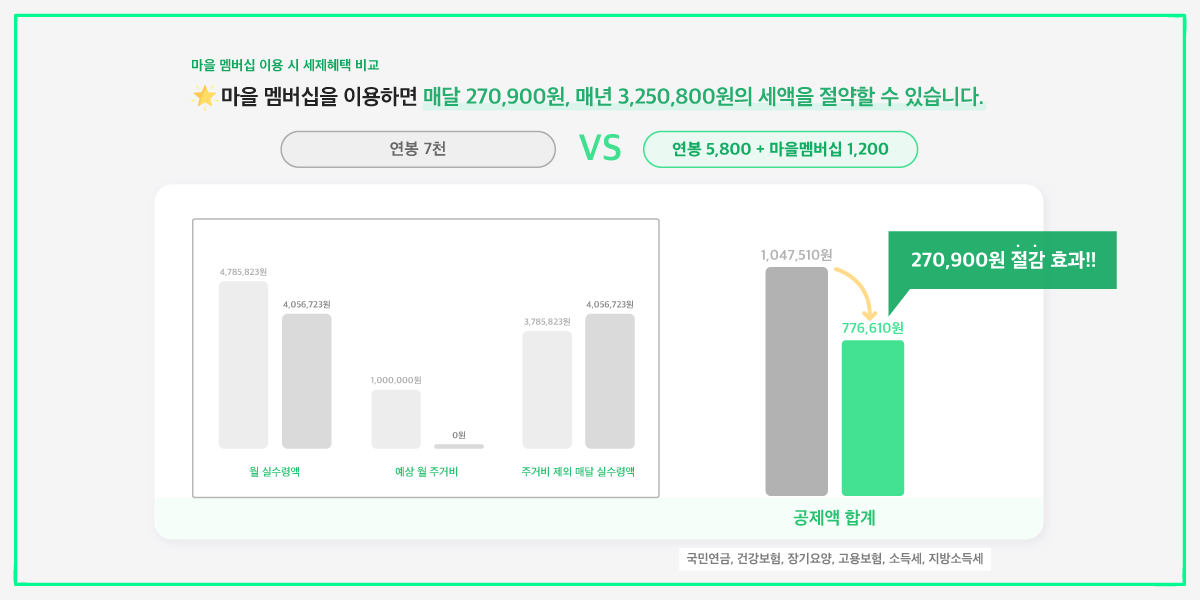 마을 멤버십 이용 시 세제혜택 비교
마을 멤버십을 이용하면 매달 270,900원, 매년 3,250,800원의 세액을 절약할 수 있습니다.
연봉 7천
VS
연봉 5,800 + 마을멤버십 1,200
4,785,823원
4,056,723원
월 실수령액
1,000,000원
0원
예상 월 주거비
3,785,823원
4,056,723원
주거비 제외 매달 실수령액
1,047,510원
776,610원
270,900원 절감 효과!!
공제액 합계
국민연금, 건강보험, 장기요양, 고용보험, 소득세, 지방소득세